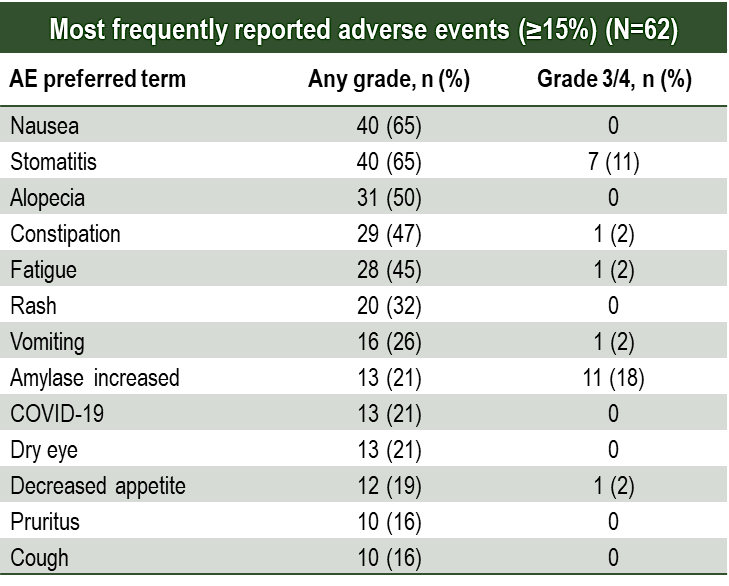 Most frequently reported adverse events (≥15%) (N=62)
AE preferred term Any grade, n (%) Grade 3/4, n (%)
Nausea 40 (65) 0
Stomatitis 40 (65) 7 (11)
Alopecia 31 (50) 0
Constipation 29 (47) 1 (2)
Fatigue 28 (45) 1 (2)
Rash 20 (32) 0
Vomiting 16 (26) 1 (2)
Amylase increased 13 (21) 11 (18)
COVID-19 13 (21) 0
Dry eye 13 (21) 0
Decreased appetite 12 (19) 1 (2)
Pruritus 10 (16) 0
Cough 10 (16) 0